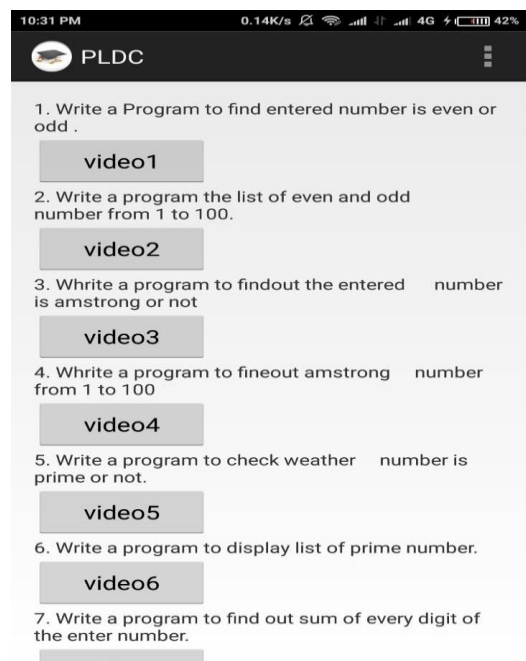 10:31 PM 0.14K/s 4G 42%
PLDC
1. Write a Program to find entered number is even or
odd .
video1
2. Write a program the list of even and odd
number from 1 to 100.
video2
3. Whrite a program to findout the entered number
is amstrong or not
video3
4. Whrite a program to fineout amstrong number
from 1 to 100
video4
5. Write a program to check weather number is
prime or not.
video5
6. Write a program to display list of prime number.
video6
7. Write a program to find out sum of every digit of
the enter number.